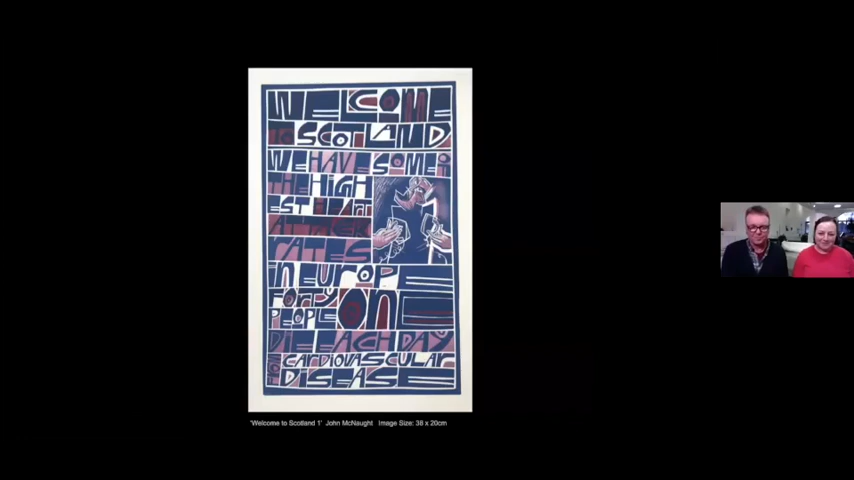 WELCOME
TO SCOTLAND
WE HAVE SOME OF
THE HIGH
EST HEART
ATTACK
RATES
IN EUROPE
FORTY ONE
PEOPLE
DIE EACH DAY
FROM CARDIOVASCULAR
DISEASE
'Welcome to Scotland 1' John McNaught Image Size: 38 x 20cm